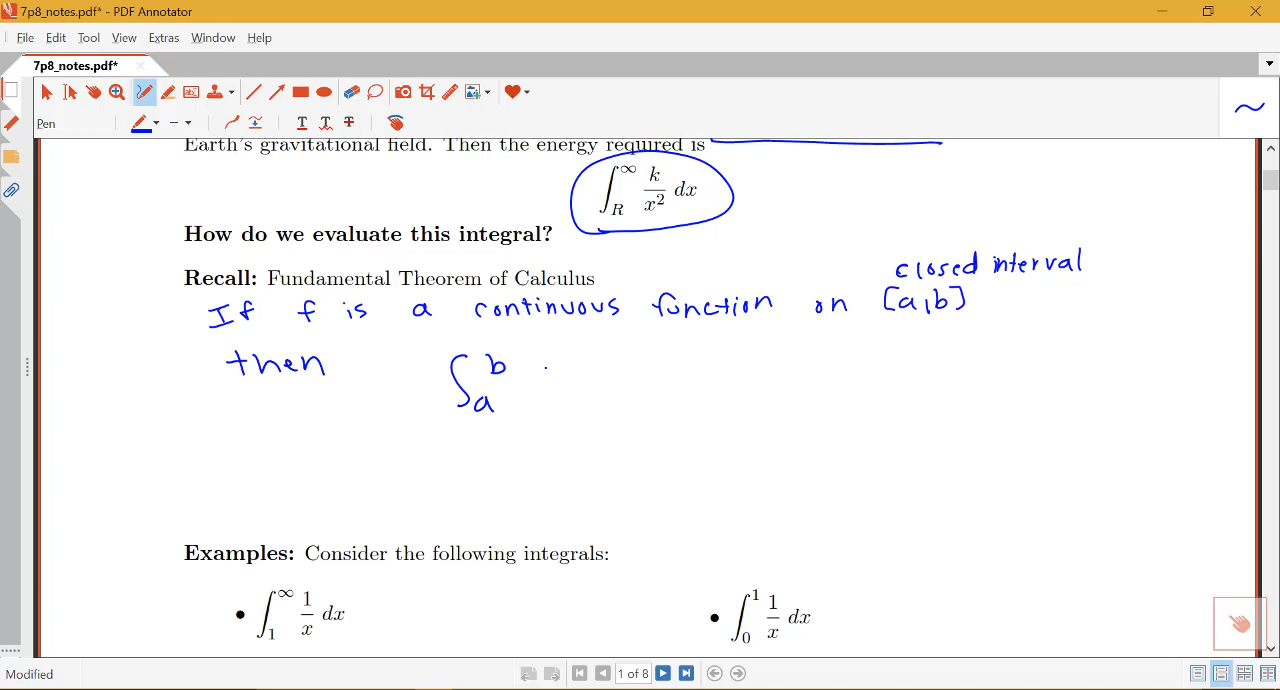 7p8_notes.pdf* - PDF Annotator
File Edit Tool View Extras Window Help
7p8_notes.pdf*
Pen
Earth's gravitational field. Then the energy required is
∫_R^∞ k/x² dx
How do we evaluate this integral?
Recall: Fundamental Theorem of Calculus
closed interval
If f is a continuous function on [a,b]
then ∫_a^b
Examples: Consider the following integrals:
• ∫_1^∞ 1/x dx • ∫_0^1 1/x dx
Modified 1 of 8